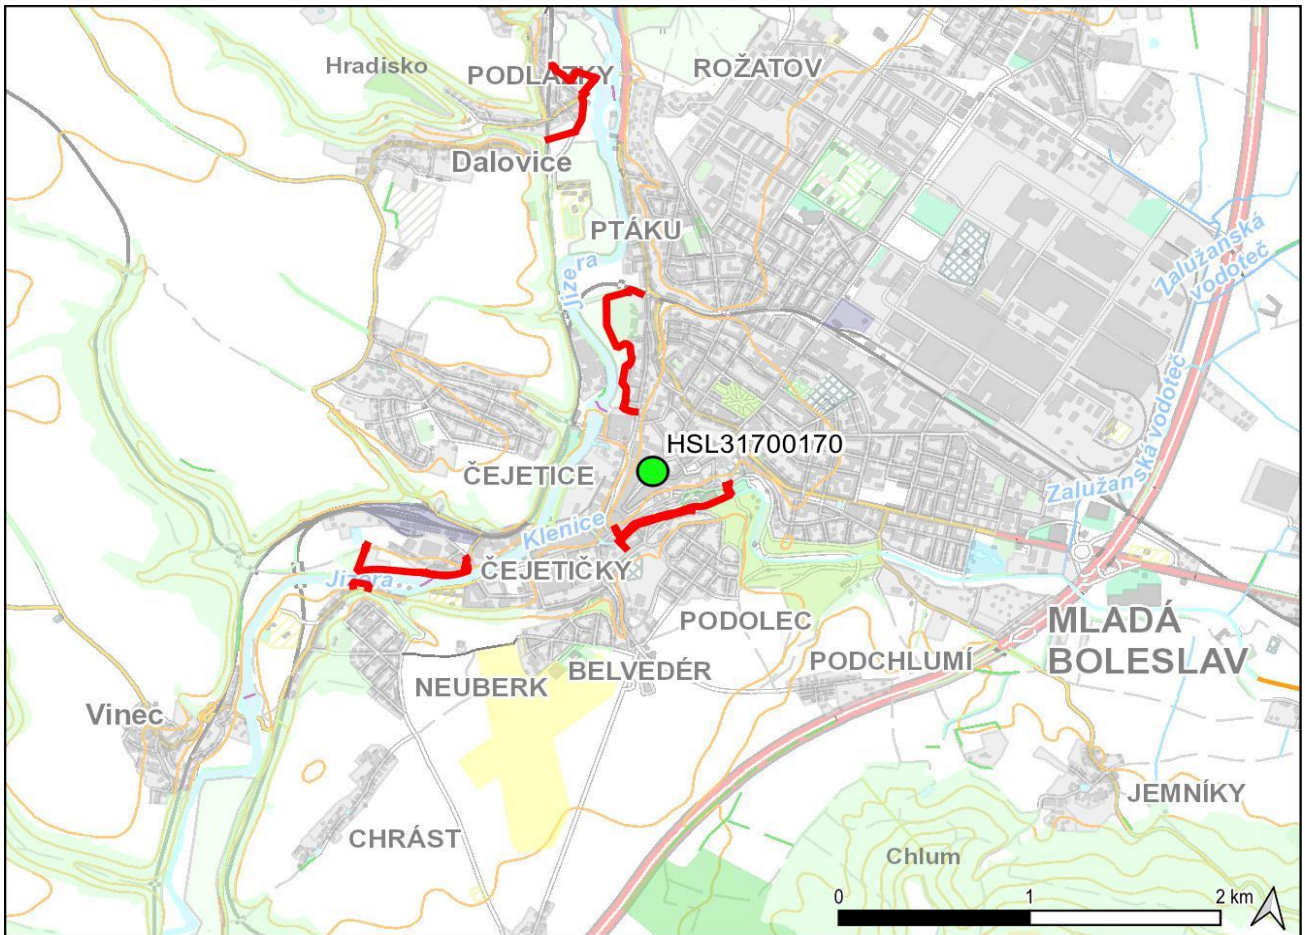 Hradisko
PODLÁZKY
ROŽATOV
Dalovice
PTÁKU
Jizera
Zalužanská
vodoteč
Zalužanská vodoteč
HSL31700170
ČEJETICE
Klenice
Jizera
ČEJETIČKY
PODOLEC
MLADÁ
BOLESLAV
PODCHLUMÍ
BELVEDÉR
NEUBERK
Vinec
JEMNÍKY
CHRÁST
Chlum
0 1 2 km